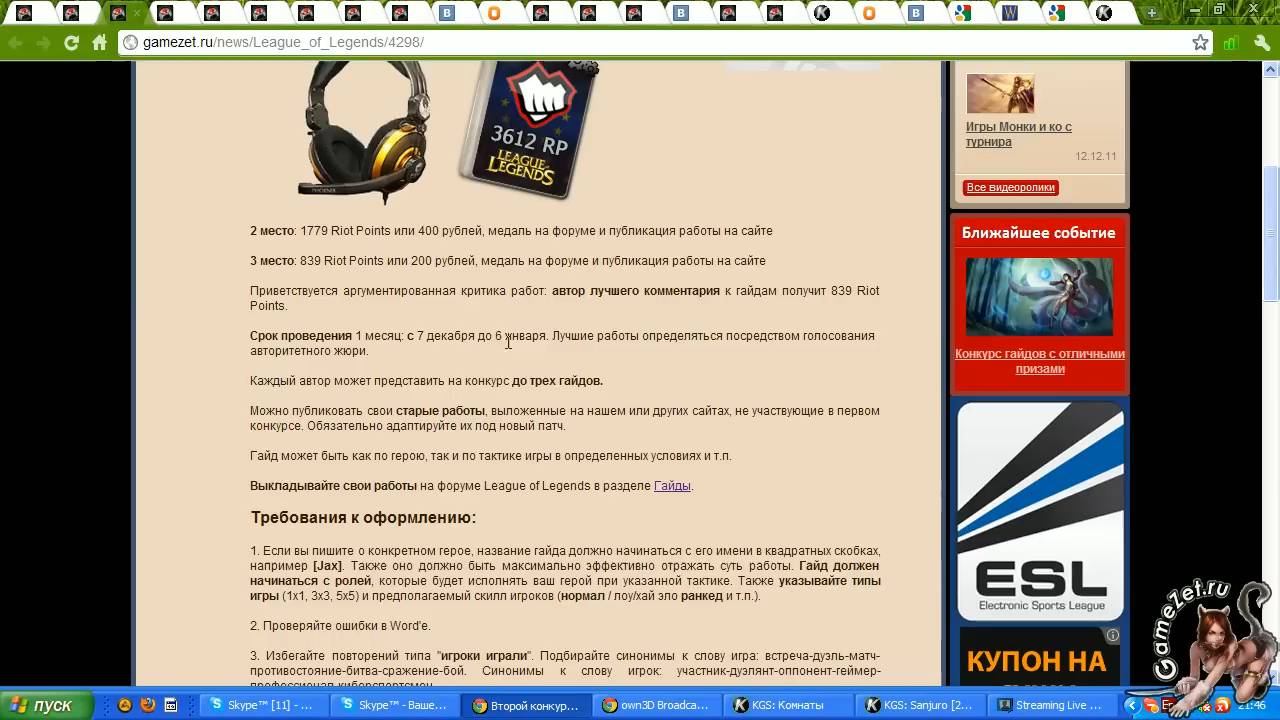 gamezet.ru/news/League_of_Legends/4298/
3612 RP
LEAGUE of
LEGENDS
PHOENIX
2 место: 1779 Riot Points или 400 рублей, медаль на форуме и публикация работы на сайте
3 место: 839 Riot Points или 200 рублей, медаль на форуме и публикация работы на сайте
Приветствуется аргументированная критика работ: автор лучшего комментария к гайдам получит 839 Riot
Points.
Срок проведения 1 месяц: с 7 декабря до 6 января. Лучшие работы определяться посредством голосования
авторитетного жюри.
Каждый автор может представить на конкурс до трех гайдов.
Можно публиковать свои старые работы, выложенные на нашем или других сайтах, не участвующие в первом
конкурсе. Обязательно адаптируйте их под новый патч.
Гайд может быть как по герою, так и по тактике игры в определенных условиях и т.п.
Выкладывайте свои работы на форуме League of Legends в разделе Гайды.
Требования к оформлению:
1. Если вы пишите о конкретном герое, название гайда должно начинаться с его имени в квадратных скобках,
например [Jax]. Также оно должно быть максимально эффективно отражать суть работы. Гайд должен
начинаться с ролей, которые будет исполнять ваш герой при указанной тактике. Также указывайте типы
игры (1x1, 3x3, 5x5) и предполагаемый скилл игроков (нормал / лоу/хай эло ранкед и т.п.).
2. Проверяйте ошибки в Word'e.
3. Избегайте повторений типа "игроки играли". Подбирайте синонимы к слову игра: встреча-дуэль-матч-
противостояние-битва-сражение-бой. Синонимы к слову игрок: участник-дуэлянт-оппонент-геймер-
профессионал-киберспортсмен
Игры Монки и ко с
турнира
12.12.11
Все видеоролики
Ближайшее событие
Конкурс гайдов с отличными
призами
ESL
Electronic Sports League
КУПОН НА
GameZet.ru
пуск
Skype™ [11] - ...
Skype™ - Ваше...
Второй конкур...
own3D Broadca...
KGS: Комнаты
KGS: Sanjuro [2...
Streaming Live ...
21:46